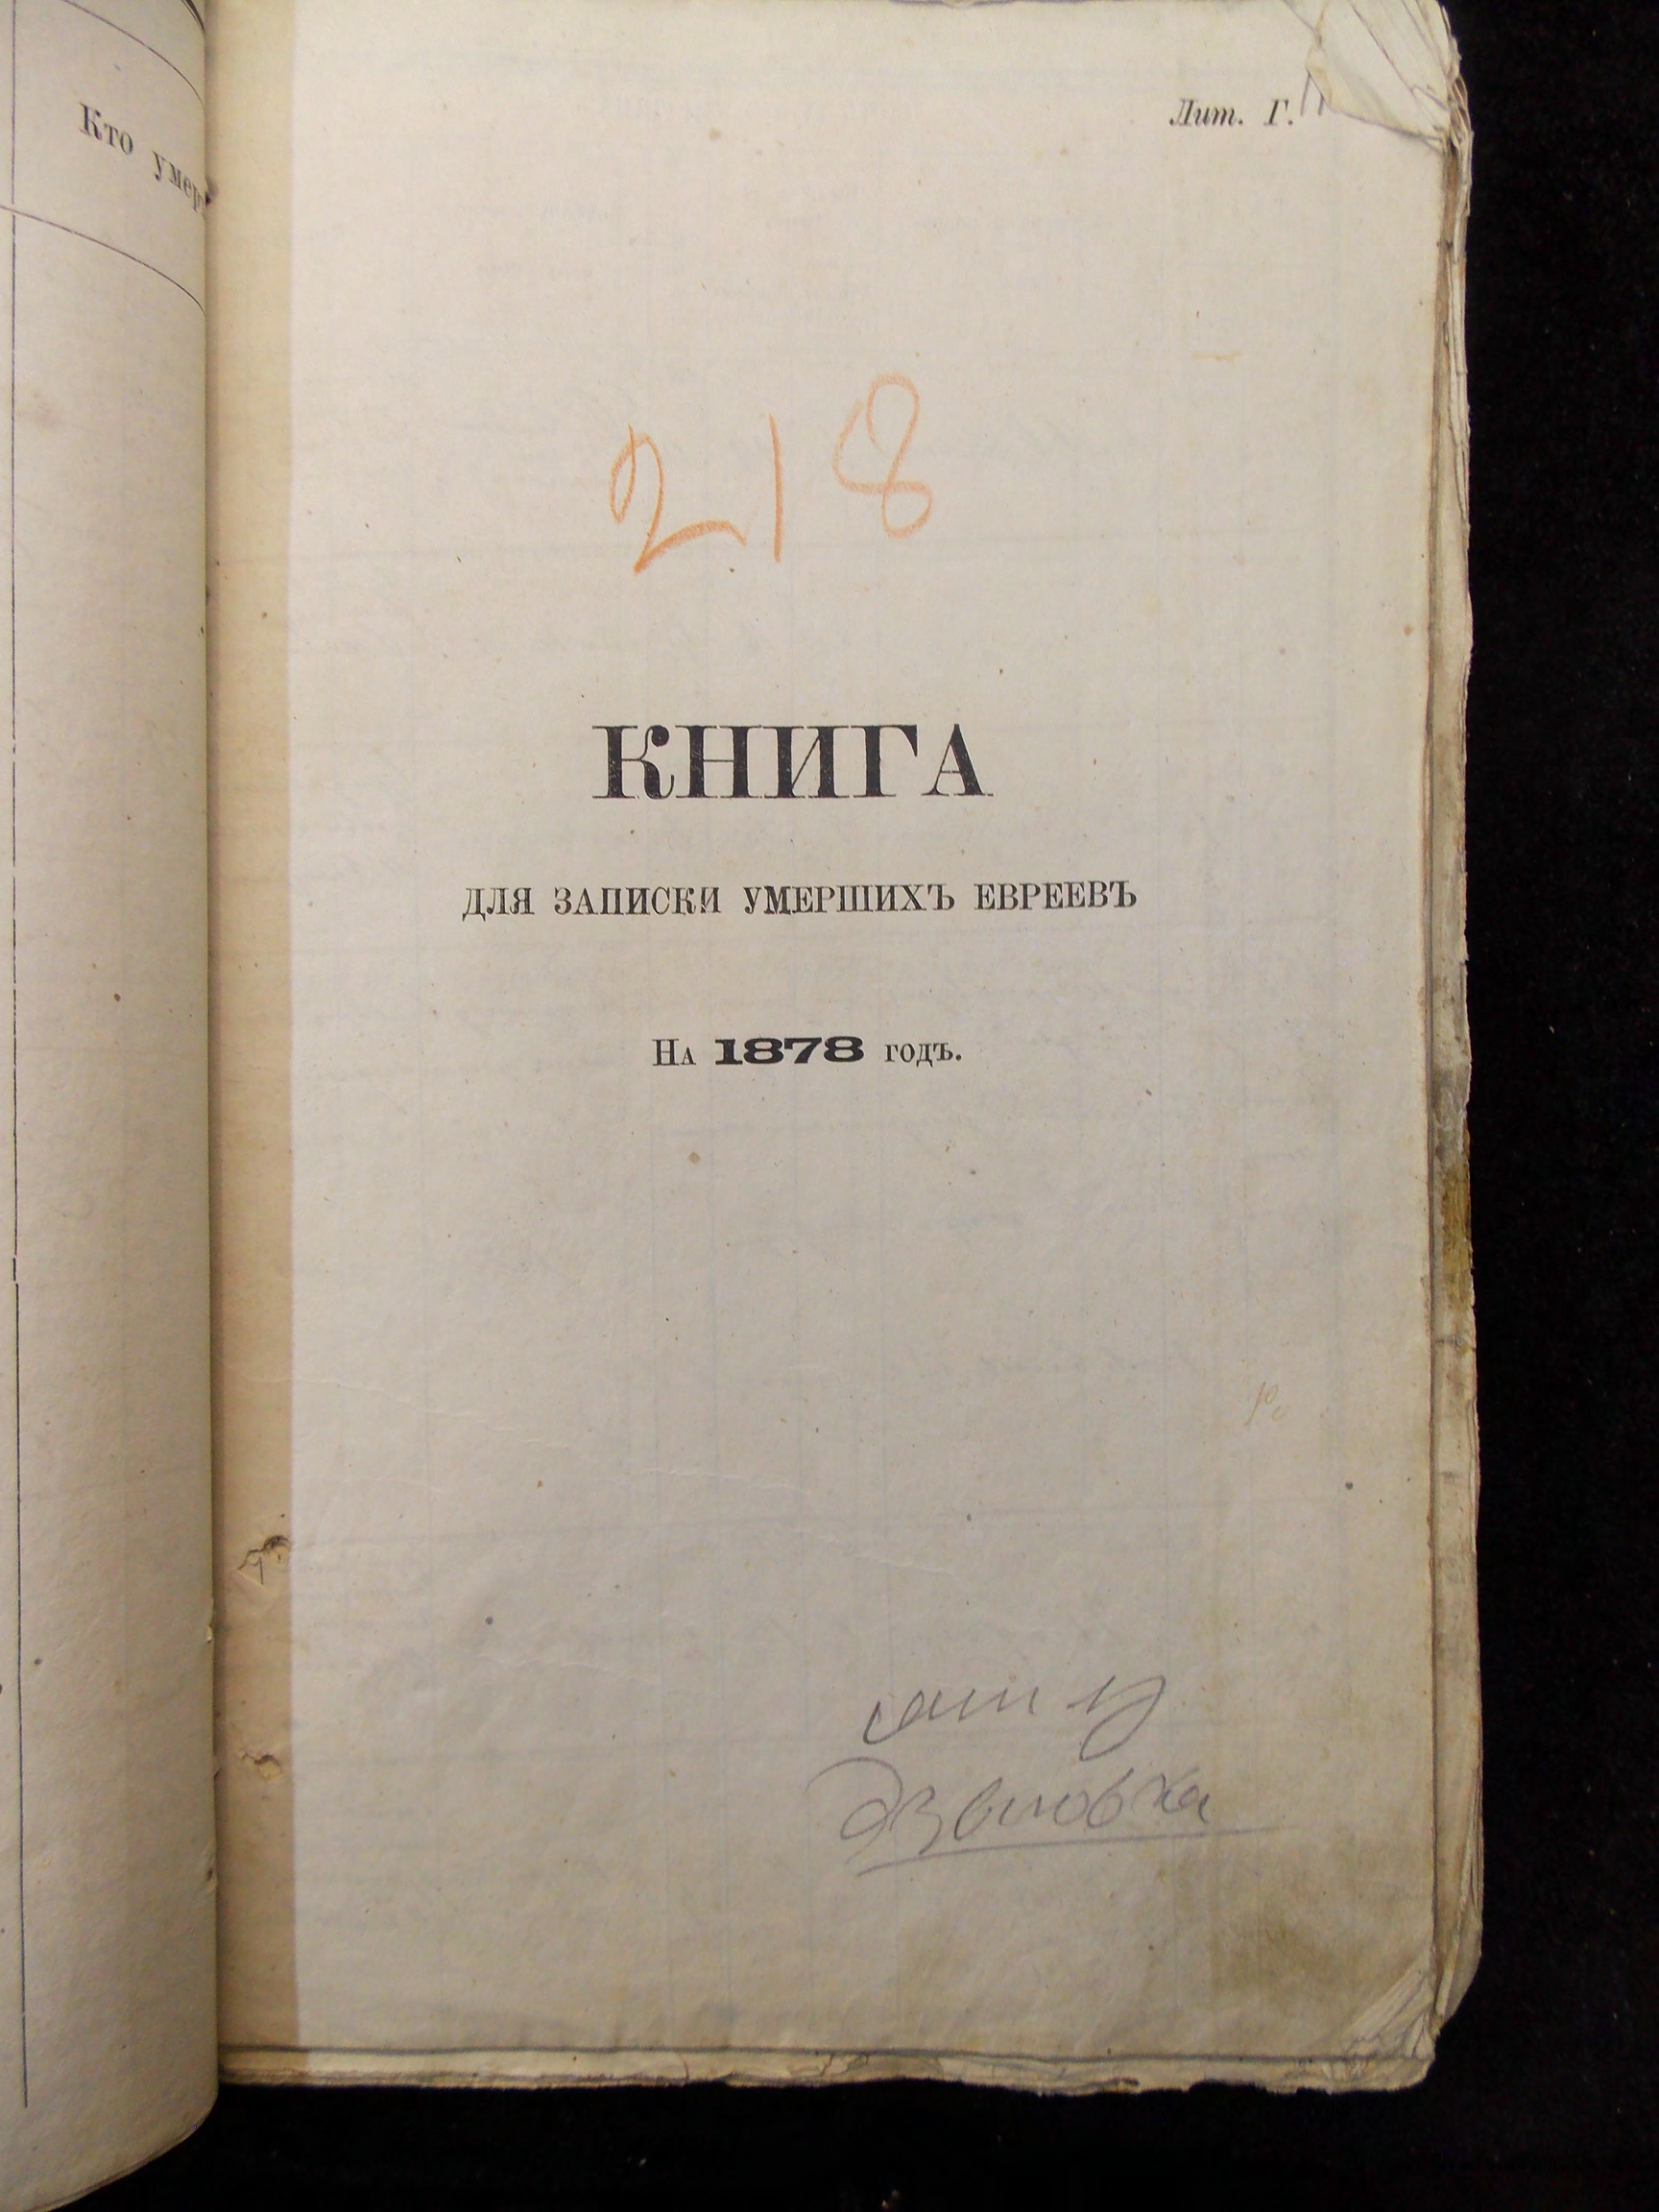 Кто умер
Лит. Г.
218
КНИГА
ДЛЯ ЗАПИСКИ УМЕРШИХЪ ЕВРЕЕВЪ
На 1878 годъ.